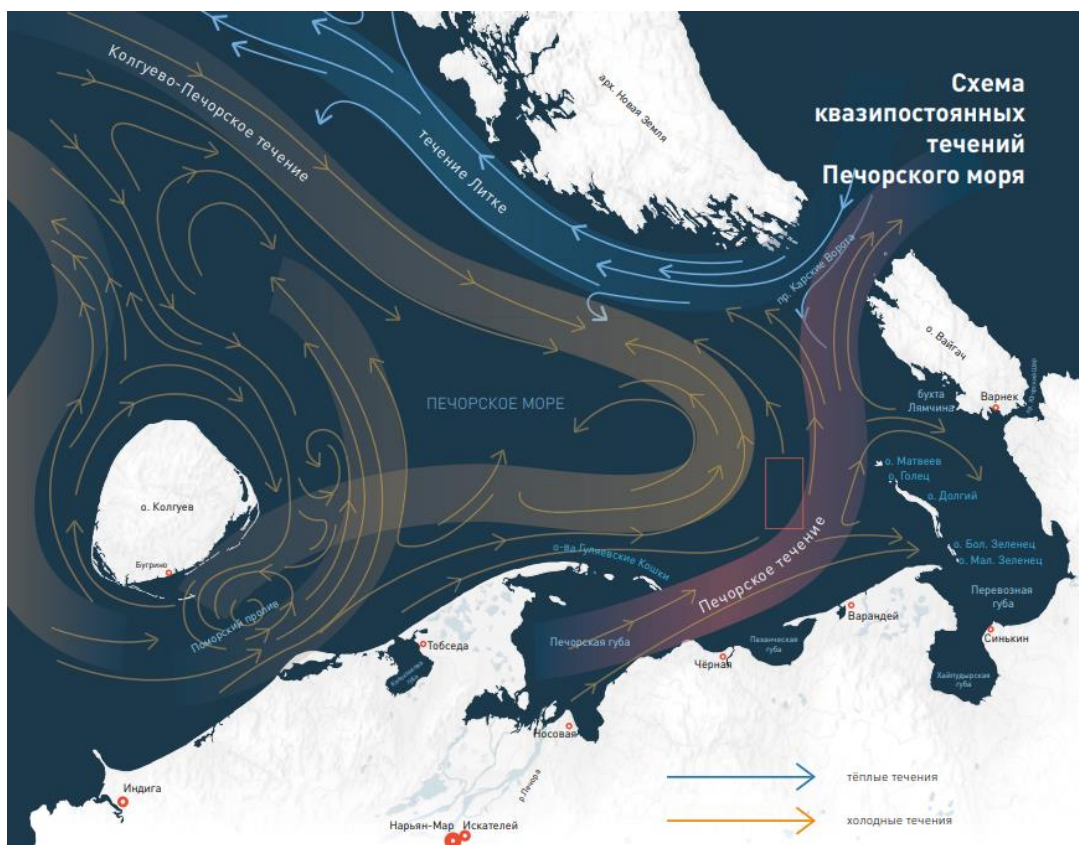 Схема
квазипостоянных
течений
Печорского моря
Колгуево-Печорское течение
течение Литке
арх. Новая Земля
пр. Карские Ворота
о. Вайгач
бухта
Лямчина
Варнек
ПЕЧОРСКОЕ МОРЕ
о. Матвеев
о. Голец
о. Долгий
о. Колгуев
Бугрино
о-ва Гуляевские Кошки
Печорское течение
о. Бол. Зеленец
о. Мал. Зеленец
Поморский пролив
Перевозная
губа
Варандей
Синькин
Тобседа
Печорская губа
Чёрная
губа
Хайпудырская
губа
губа
Носовая
р.Печора
Индига
Нарьян-Мар
Искателей
тёплые течения
холодные течения